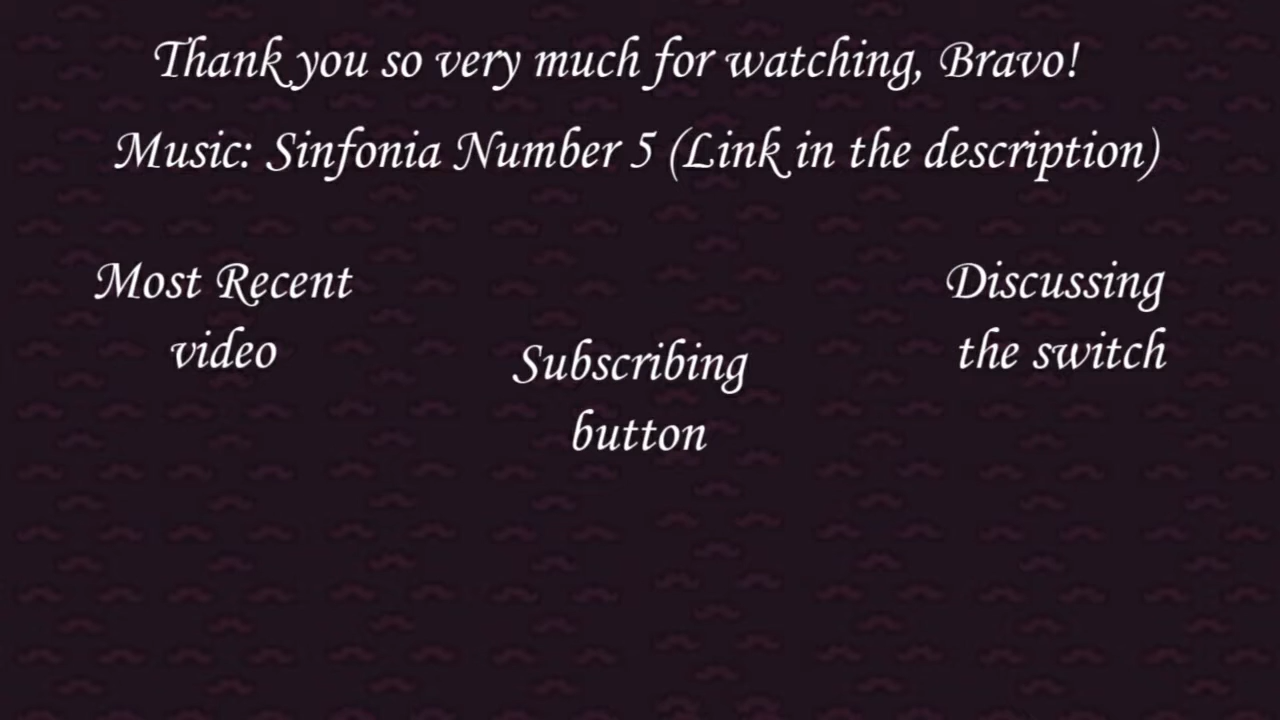 Thank you so very much for watching, Bravo!
Music: Sinfonia Number 5 (Link in the description)
Most Recent
video
Subscribing
button
Discussing
the switch